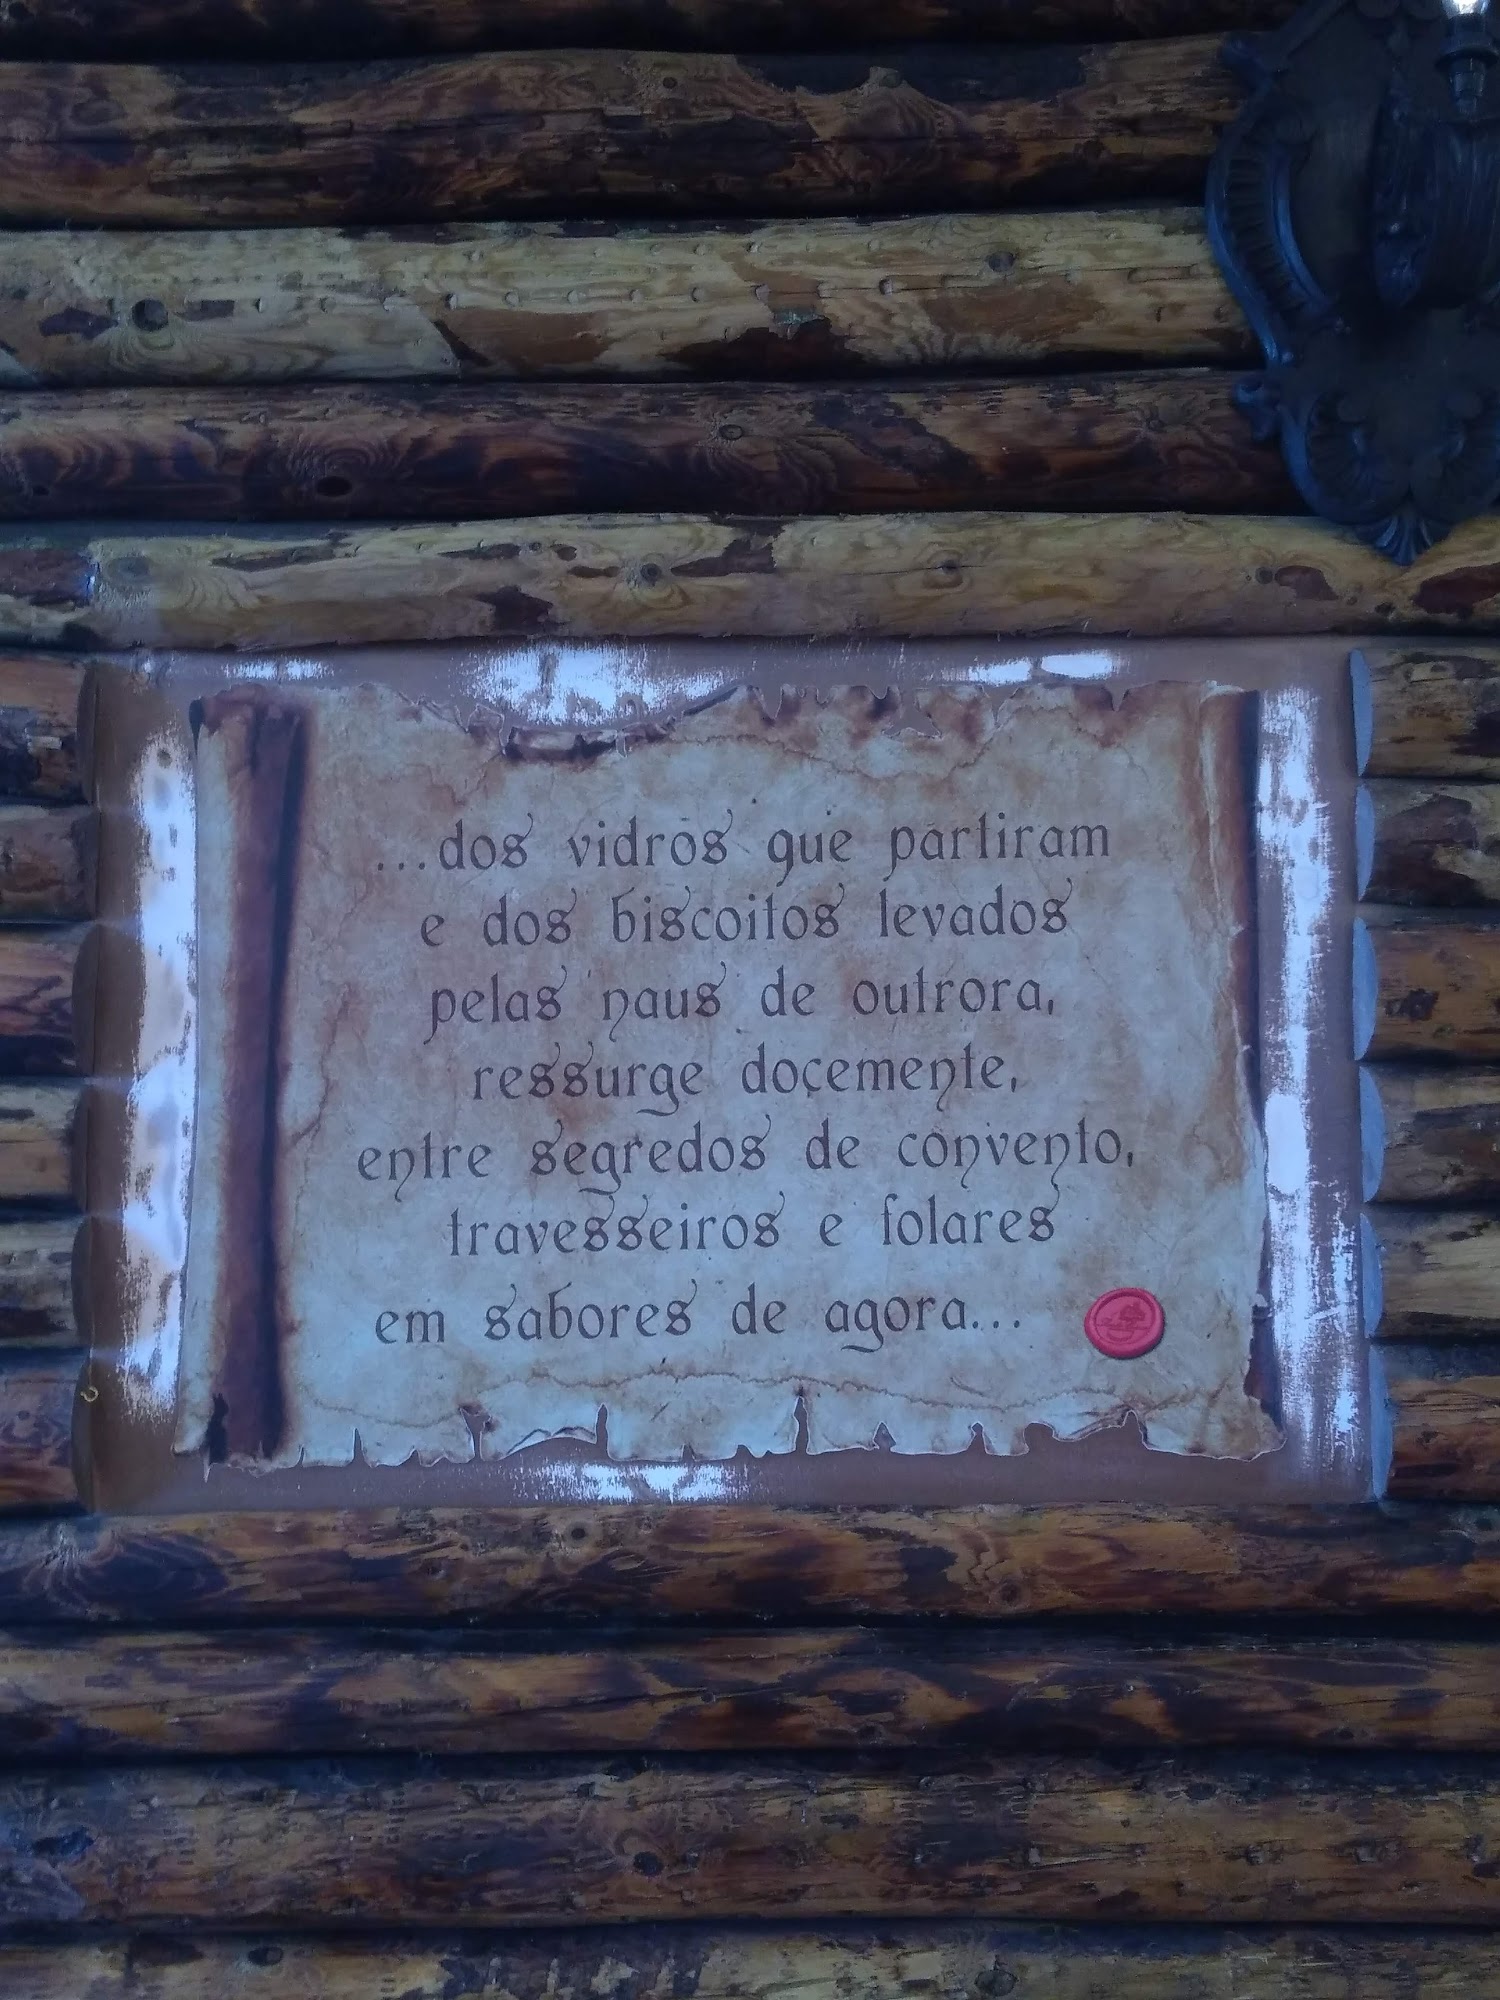 ...dos vidros que partiram
e dos biscoitos levados
pelas naus de outrora,
ressurge docemente,
entre segredos de convento,
travesseiros e folares
em sabores de agora...